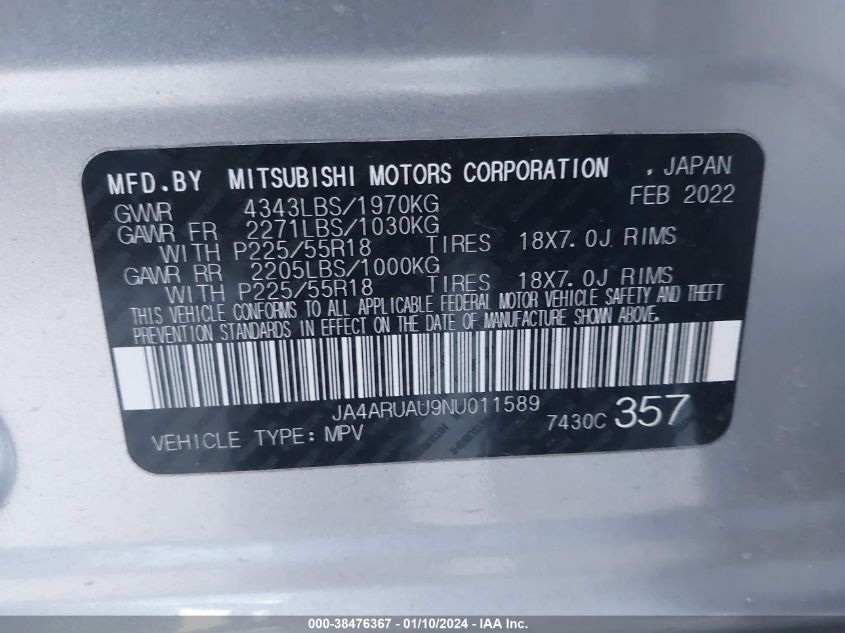 MFD.BY MITSUBISHI MOTORS CORPORATION , JAPAN
GVWR 4343LBS/1970KG FEB 2022
GAWR FR 2271LBS/1030KG
WITH P225/55R18 TIRES 18X7.0J RIMS
GAWR RR 2205LBS/1000KG
WITH P225/55R18 TIRES 18X7.0J RIMS
THIS VEHICLE CONFORMS TO ALL APPLICABLE FEDERAL MOTOR VEHICLE SAFETY AND THEFT
PREVENTION STANDARDS IN EFFECT ON THE DATE OF MANUFACTURE SHOWN ABOVE.
JA4ARUAU9NU011589
VEHICLE TYPE: MPV 7430C 357
000-38476367 - 01/10/2024 - IAA Inc.